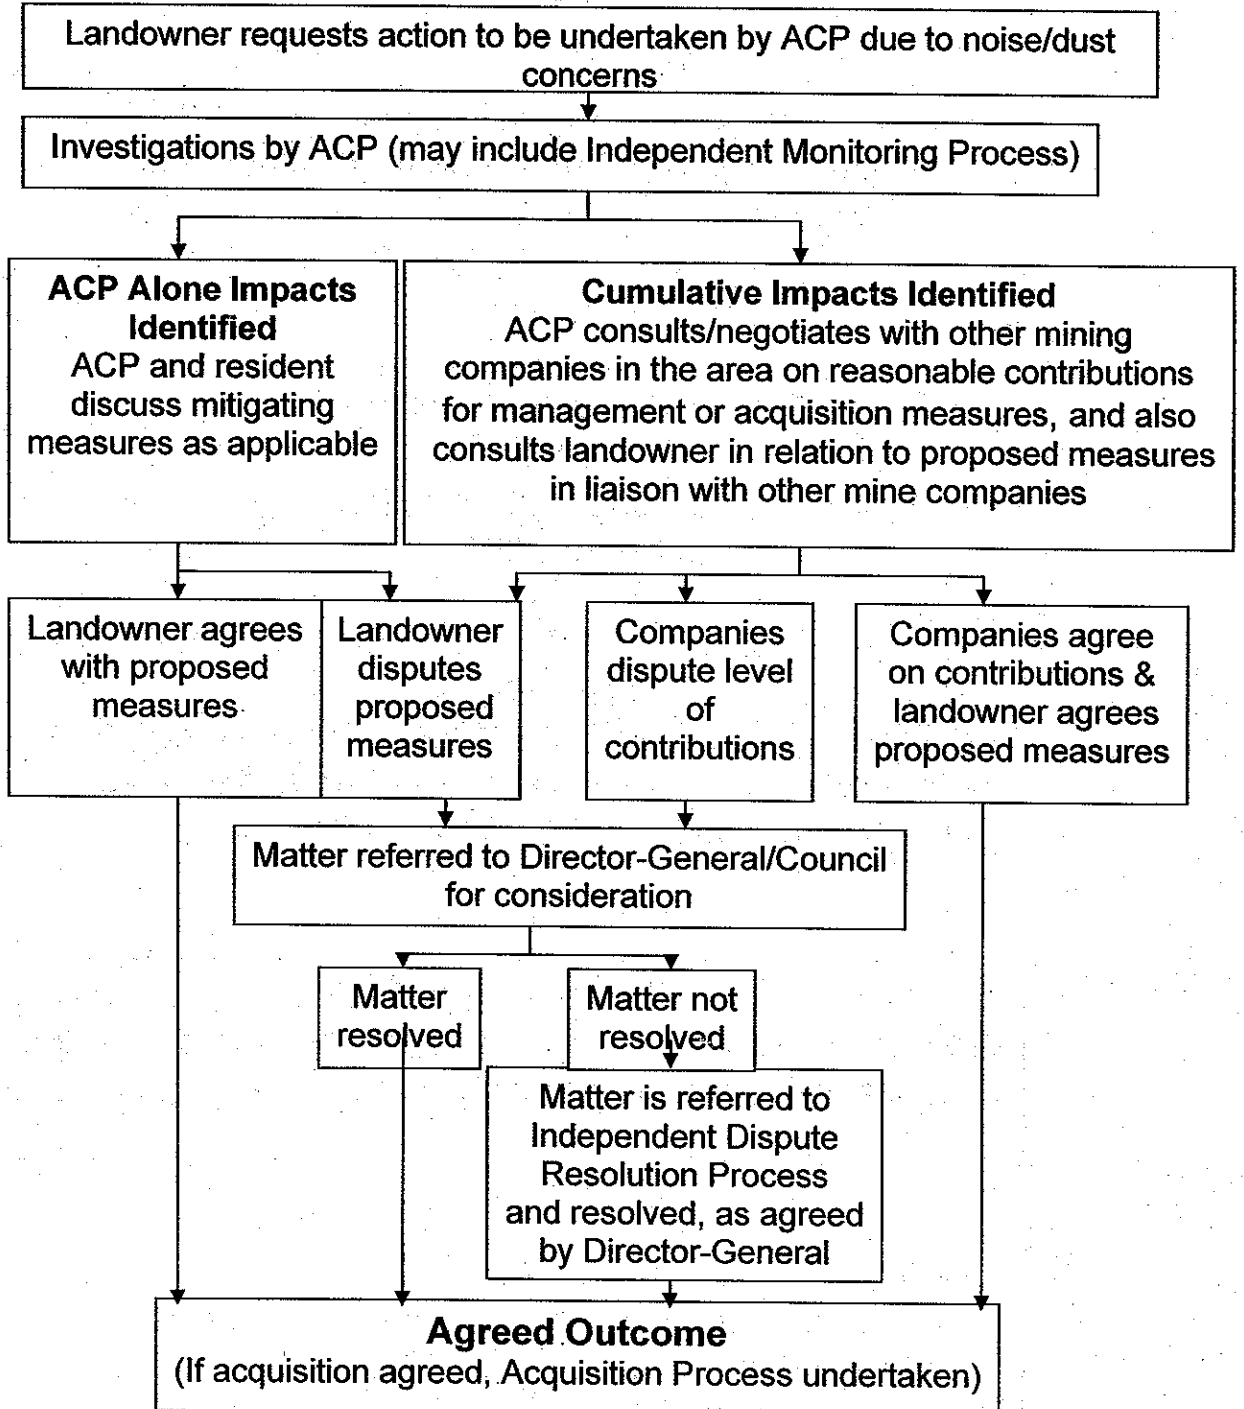 Landowner requests action to be undertaken by ACP due to noise/dust
concerns
Investigations by ACP (may include Independent Monitoring Process)
ACP Alone Impacts
Identified
ACP and resident
discuss mitigating
measures as applicable
Cumulative Impacts Identified
ACP consults/negotiates with other mining
companies in the area on reasonable contributions
for management or acquisition measures, and also
consults landowner in relation to proposed measures
in liaison with other mine companies
Landowner agrees
with proposed
measures
Landowner
disputes
proposed
measures
Companies
dispute level
of
contributions
Companies agree
on contributions &
landowner agrees
proposed measures
Matter referred to Director-General/Council
for consideration
Matter
resolved
Matter not
resolved
Matter is referred to
Independent Dispute
Resolution Process
and resolved, as agreed
by Director-General
Agreed Outcome
(If acquisition agreed, Acquisition Process undertaken)